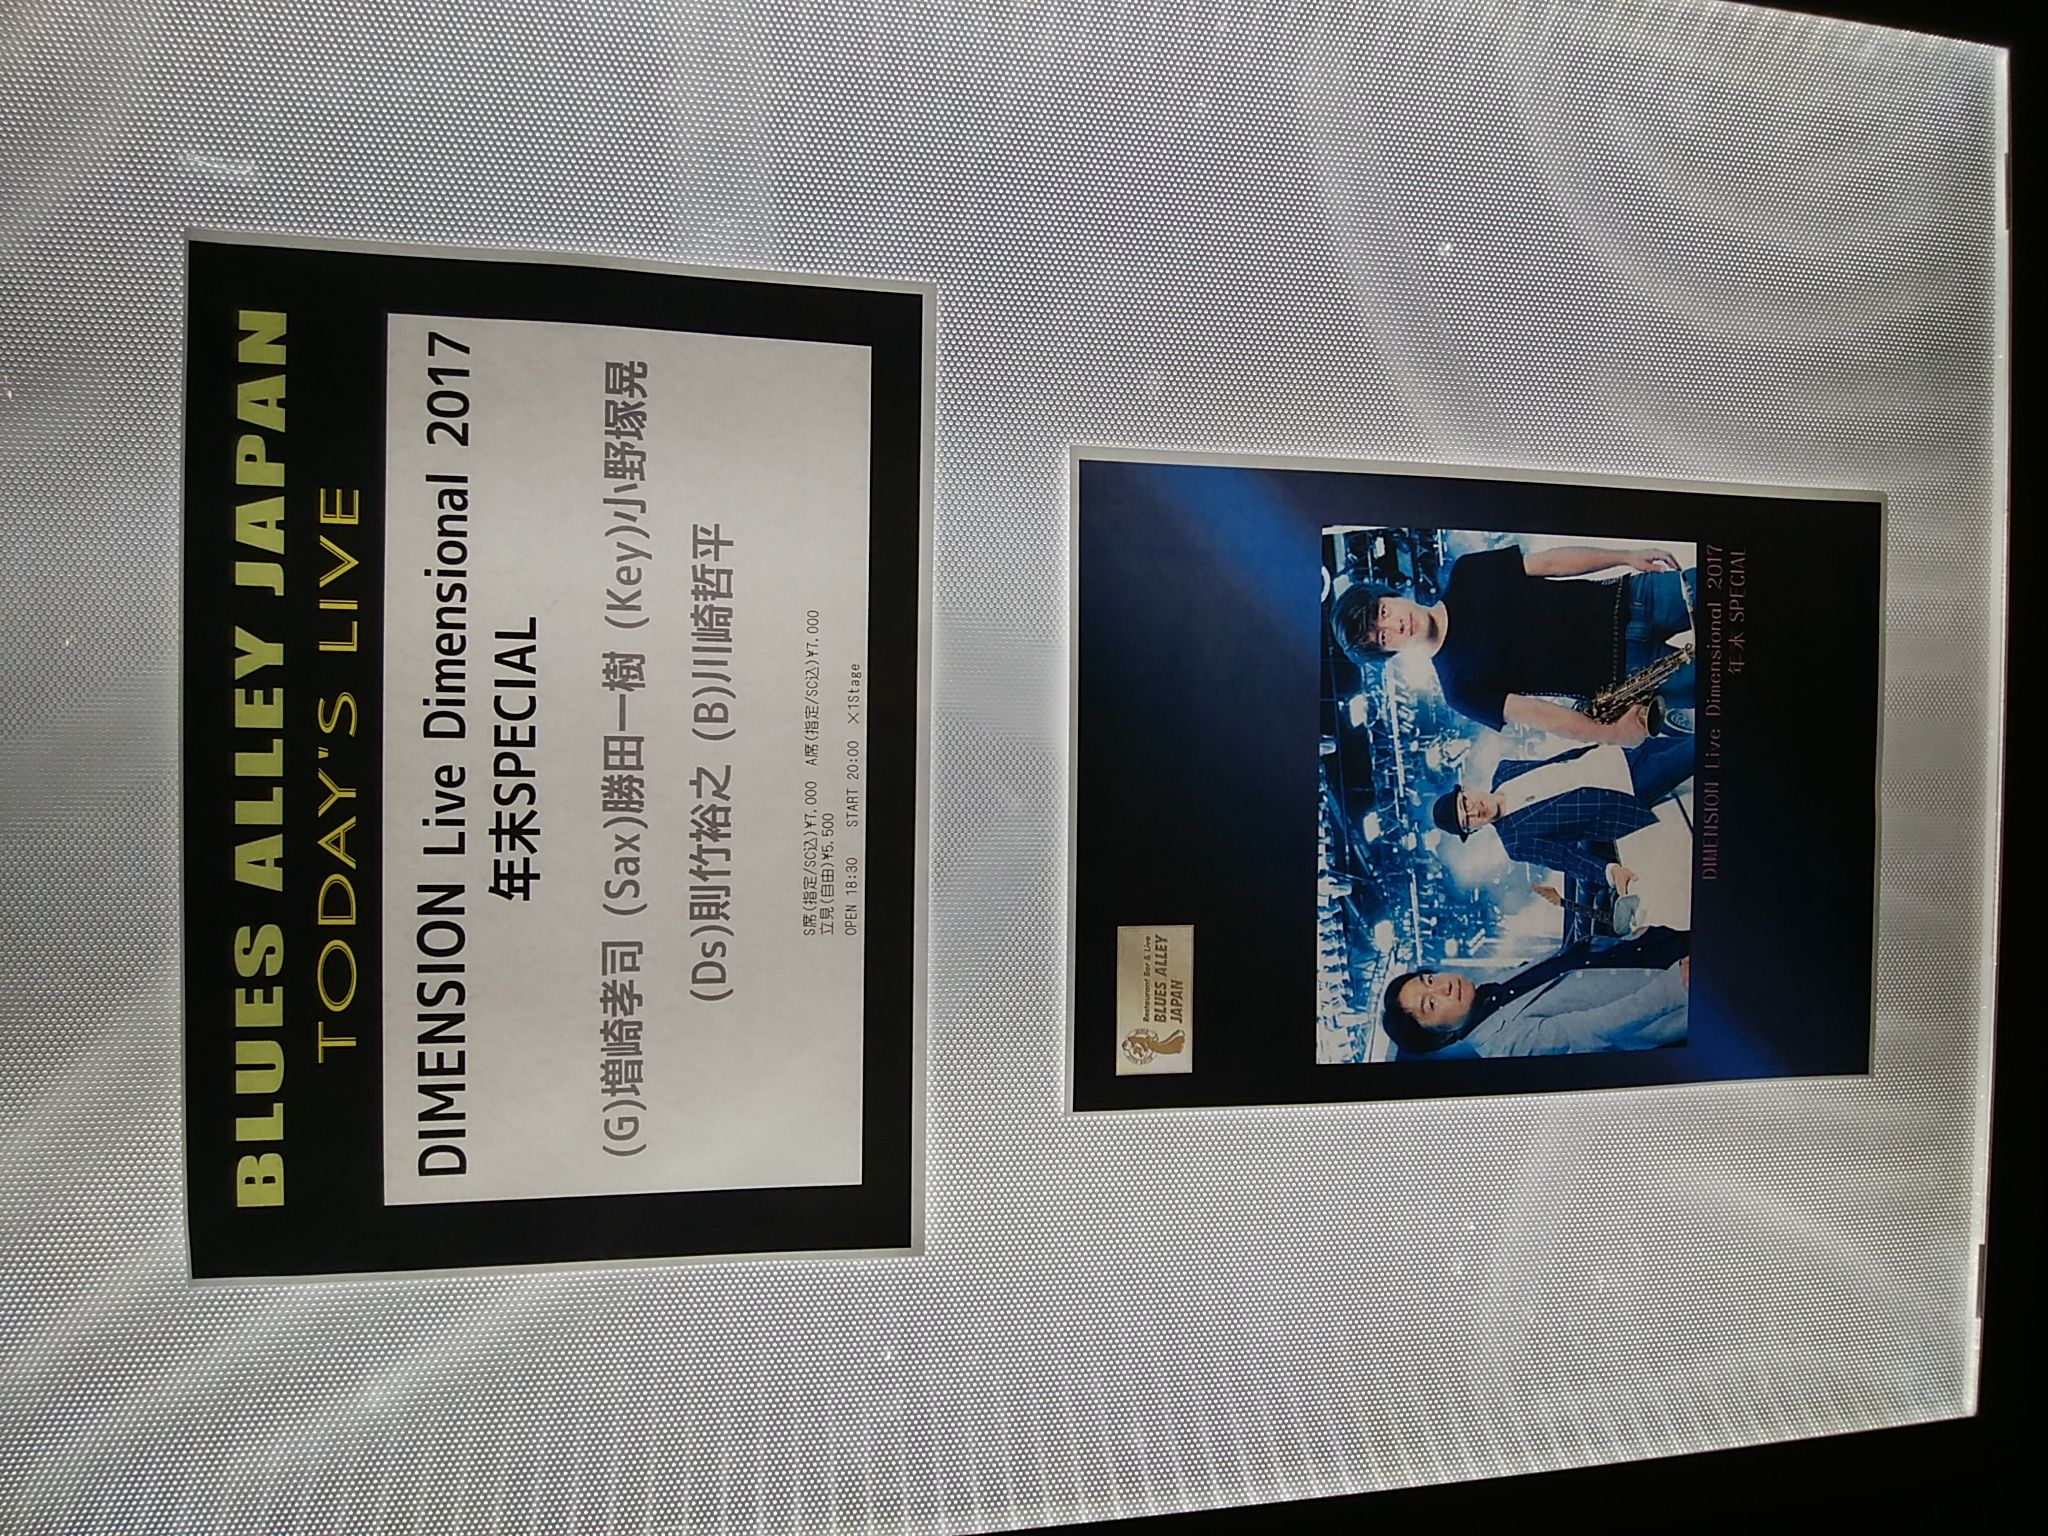 BLUES ALLEY JAPAN
TODAY'S LIVE
DIMENSION Live Dimensional 2017
年末SPECIAL
(G)増崎孝司 (Sax)勝田一樹 (Key)小野塚晃
(Ds)則竹裕之 (B)川崎哲平
S席(指定/SC込)¥7,000 A席(指定/SC込)¥7,000
立見(自由)¥5,500
OPEN 18:30 START 20:00 ×1Stage
Restaurant Bar & Live
BLUES ALLEY
JAPAN
DIMENSION Live Dimensional 2017
年末 SPECIAL